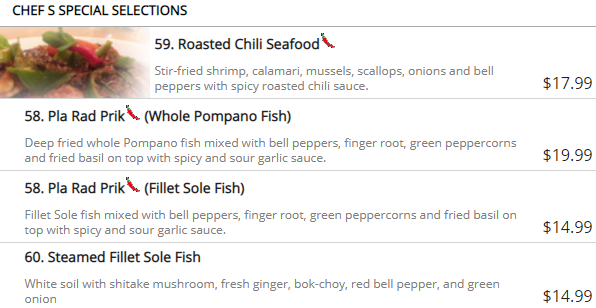 CHEF S SPECIAL SELECTIONS
59. Roasted Chili Seafood
Stir-fried shrimp, calamari, mussels, scallops, onions and bell
peppers with spicy roasted chili sauce.
$17.99
58. Pla Rad Prik (Whole Pompano Fish)
Deep fried whole Pompano fish mixed with bell peppers, finger root, green peppercorns
and fried basil on top with spicy and sour garlic sauce.
$19.99
58. Pla Rad Prik (Fillet Sole Fish)
Fillet Sole fish mixed with bell peppers, finger root, green peppercorns and fried basil on
top with spicy and sour garlic sauce.
$14.99
60. Steamed Fillet Sole Fish
White soil with shitake mushroom, fresh ginger, bok-choy, red bell pepper, and green
onion
$14.99